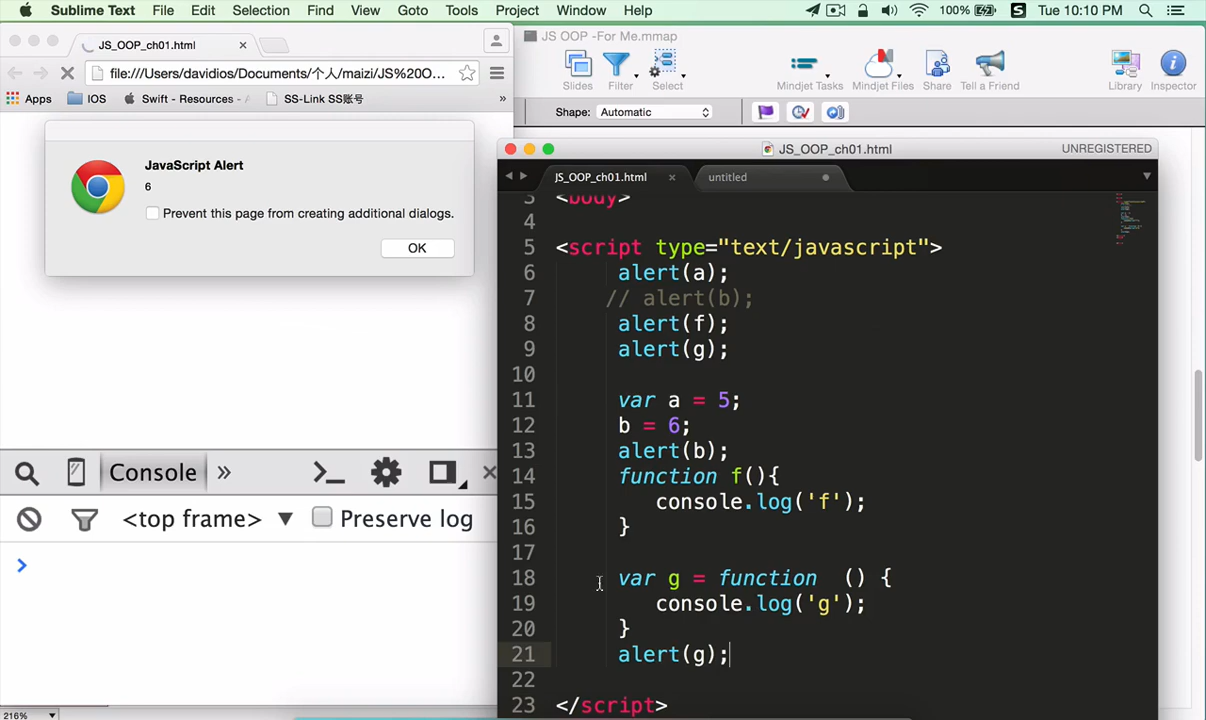 Sublime Text File Edit Selection Find View Goto Tools Project Window Help 100% S Tue 10:10 PM
JS_OOP_ch01.html
file:///Users/davidios/Documents/个人/maizi/JS%20O...
Apps IOS Swift - Resources - SS-Link SS账号 »
JavaScript Alert
6
Prevent this page from creating additional dialogs.
OK
Console »
<top frame> Preserve log
>
216%
JS OOP -For Me.mmap
Slides Filter Select Mindjet Tasks Mindjet Files Share Tell a Friend Library Inspector
Shape: Automatic
JS_OOP_ch01.html UNREGISTERED
JS_OOP_ch01.html untitled
3 <body>
4
5 <script type="text/javascript">
6 alert(a);
7 // alert(b);
8 alert(f);
9 alert(g);
10
11 var a = 5;
12 b = 6;
13 alert(b);
14 function f(){
15 console.log('f');
16 }
17
18 var g = function () {
19 console.log('g');
20 }
21 alert(g);
22
23 </script>